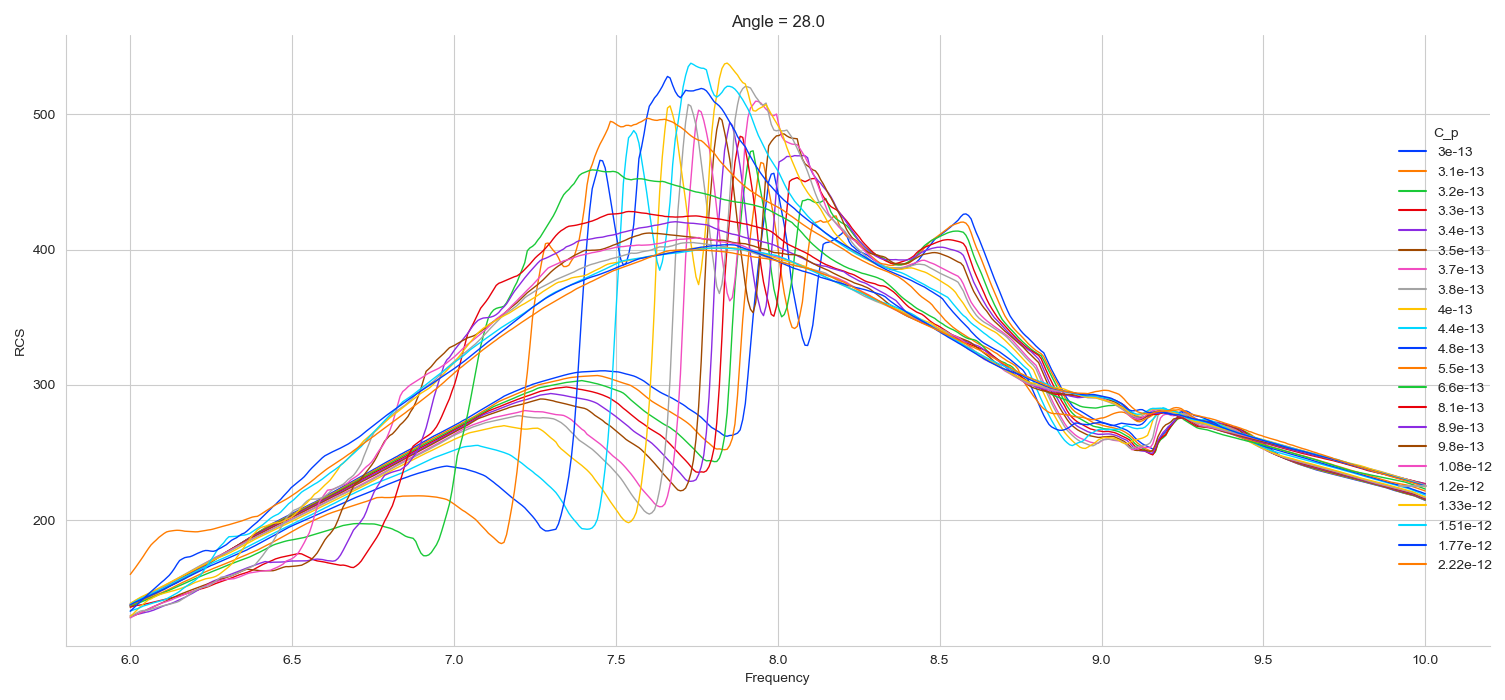 Angle = 28.0
RCS
500
400
300
200
6.0 6.5 7.0 7.5 8.0 8.5 9.0 9.5 10.0
Frequency
C_p
3e-13
3.1e-13
3.2e-13
3.3e-13
3.4e-13
3.5e-13
3.7e-13
3.8e-13
4e-13
4.4e-13
4.8e-13
5.5e-13
6.6e-13
8.1e-13
8.9e-13
9.8e-13
1.08e-12
1.2e-12
1.33e-12
1.51e-12
1.77e-12
2.22e-12